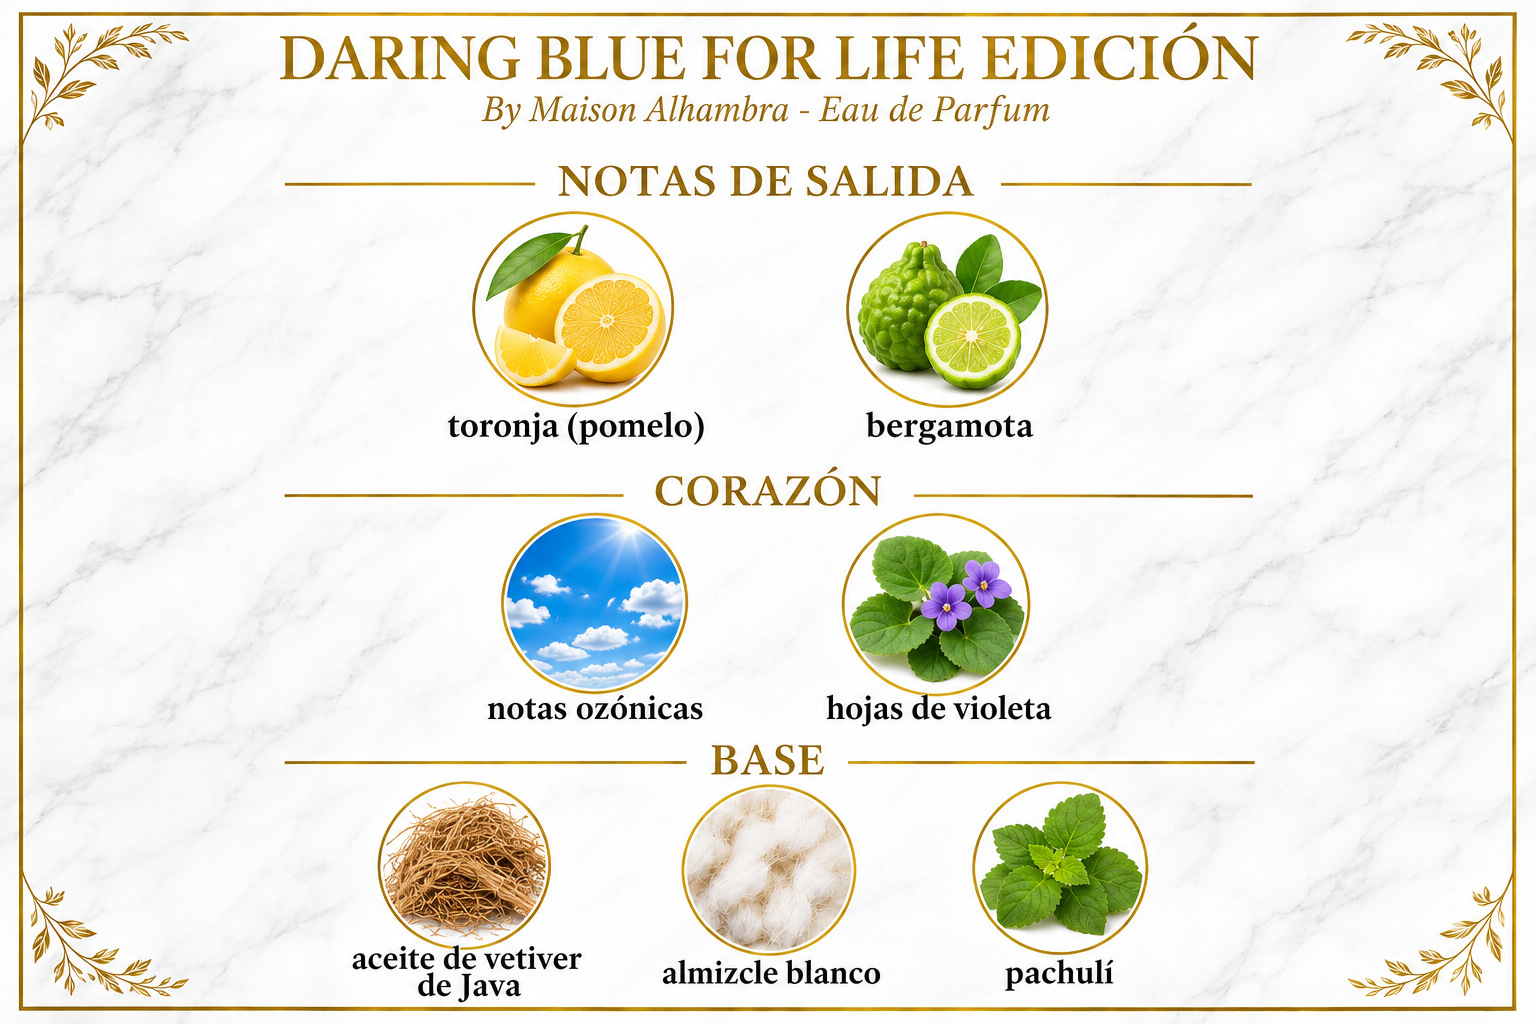 DARING BLUE FOR LIFE EDICIÓN
By Maison Alhambra - Eau de Parfum
NOTAS DE SALIDA
toronja (pomelo)
bergamota
CORAZÓN
notas ozónicas
hojas de violeta
BASE
aceite de vetiver
de Java
almizcle blanco
pachulí